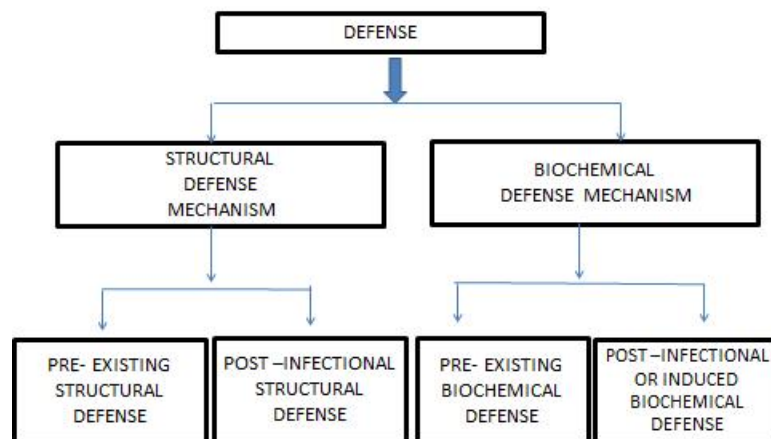 DEFENSE
STRUCTURAL
DEFENSE
MECHANISM
BIOCHEMICAL
DEFENSE MECHANISM
PRE- EXISTING
STRUCTURAL
DEFENSE
POST –INFECTIONAL
STRUCTURAL
DEFENSE
PRE- EXISTING
BIOCHEMICAL
DEFENSE
POST –INFECTIONAL
OR INDUCED
BIOCHEMICAL
DEFENSE